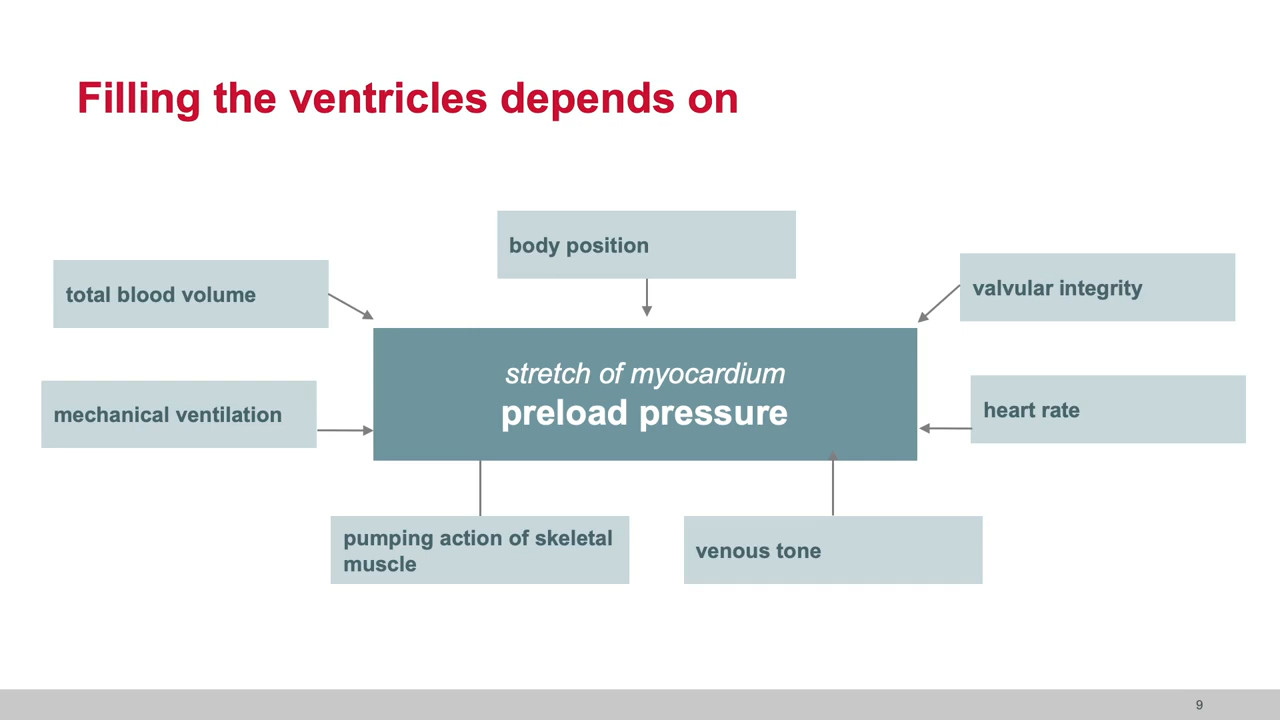 Filling the ventricles depends on
body position
total blood volume
valvular integrity
stretch of myocardium
preload pressure
mechanical ventilation
heart rate
pumping action of skeletal
muscle
venous tone
9